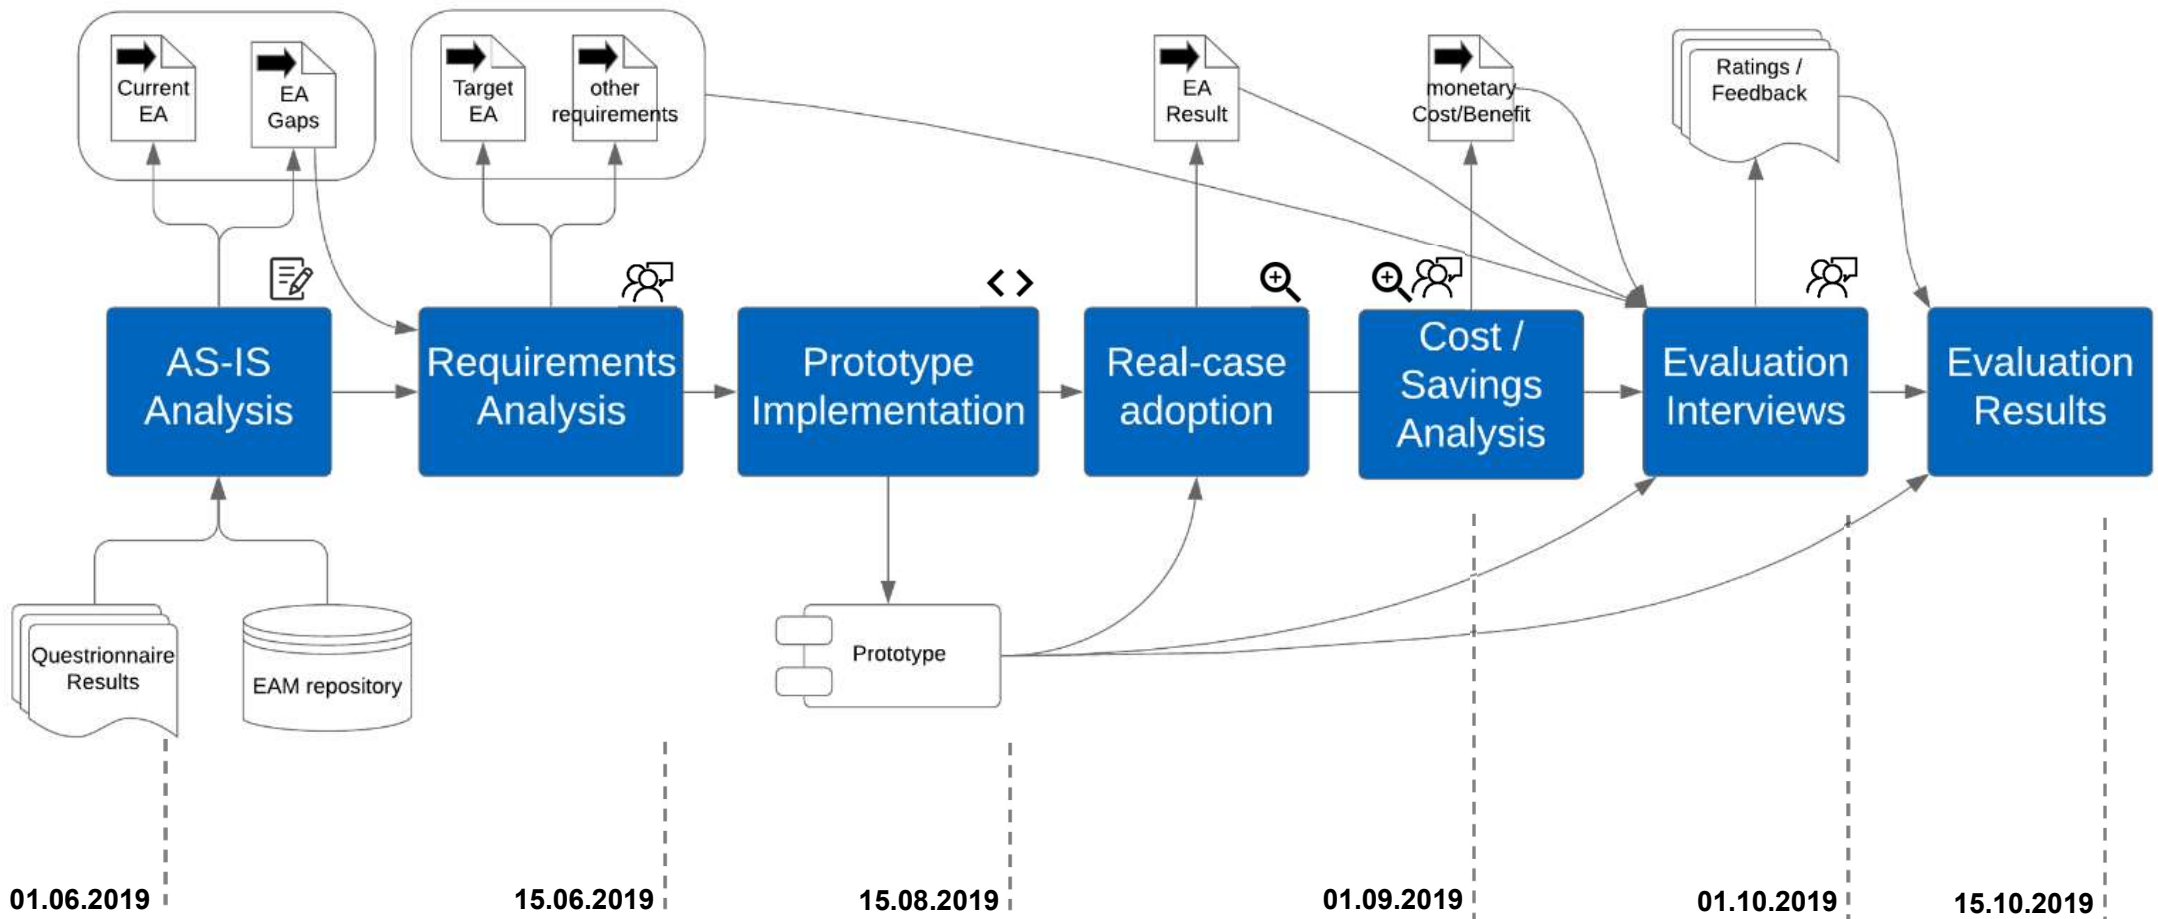 Current
EA
EA
Gaps
Target
EA
other
requirements
EA
Result
monetary
Cost/Benefit
Ratings /
Feedback
AS-IS
Analysis
Requirements
Analysis
Prototype
Implementation
Real-case
adoption
Cost /
Savings
Analysis
Evaluation
Interviews
Evaluation
Results
Questrionnaire
Results
EAM repository
Prototype
01.06.2019
15.06.2019
15.08.2019
01.09.2019
01.10.2019
15.10.2019